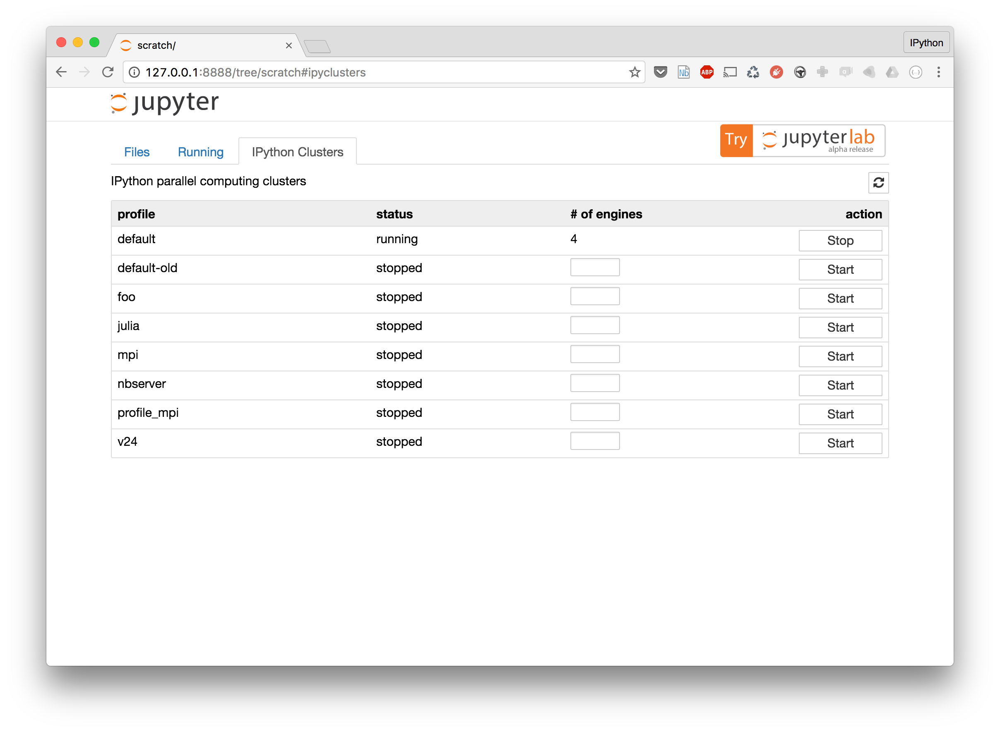 scratch/
IPython
127.0.0.1:8888/tree/scratch#ipyclusters
Nb
ABP
a
{...}
jupyter
Try jupyterlab
alpha release
Files Running IPython Clusters
IPython parallel computing clusters
profile status # of engines action
default running 4 Stop
default-old stopped Start
foo stopped Start
julia stopped Start
mpi stopped Start
nbserver stopped Start
profile_mpi stopped Start
v24 stopped Start